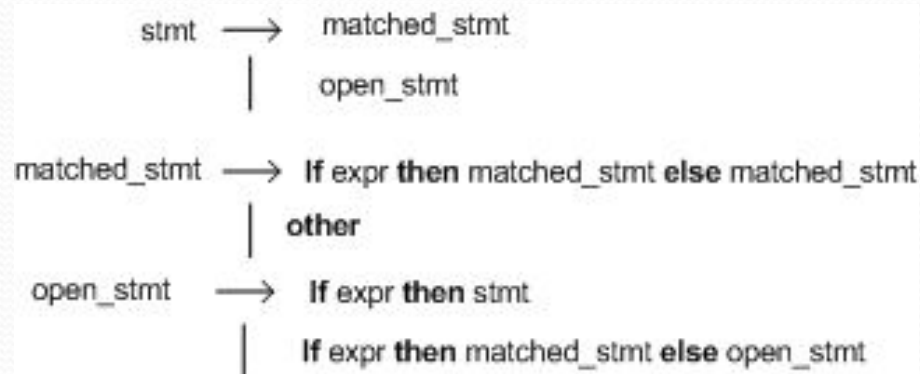 stmt → matched_stmt
| open_stmt
matched_stmt → If expr then matched_stmt else matched_stmt
| other
open_stmt → If expr then stmt
| If expr then matched_stmt else open_stmt